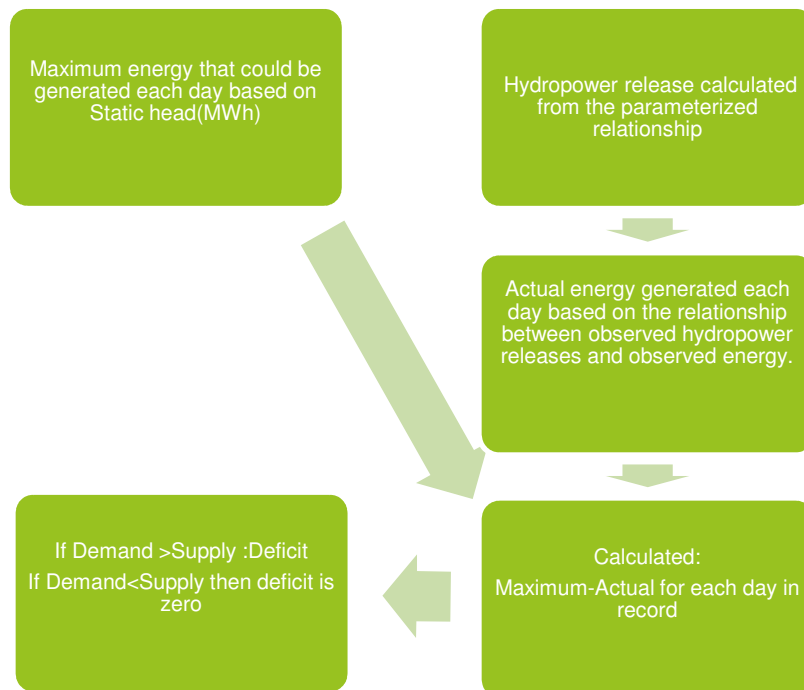 Maximum energy that could be
generated each day based on
Static head(MWh)
Hydropower release calculated
from the parameterized
relationship
Actual energy generated each
day based on the relationship
between observed hydropower
releases and observed energy.
If Demand >Supply :Deficit
If Demand<Supply then deficit is
zero
Calculated:
Maximum-Actual for each day in
record